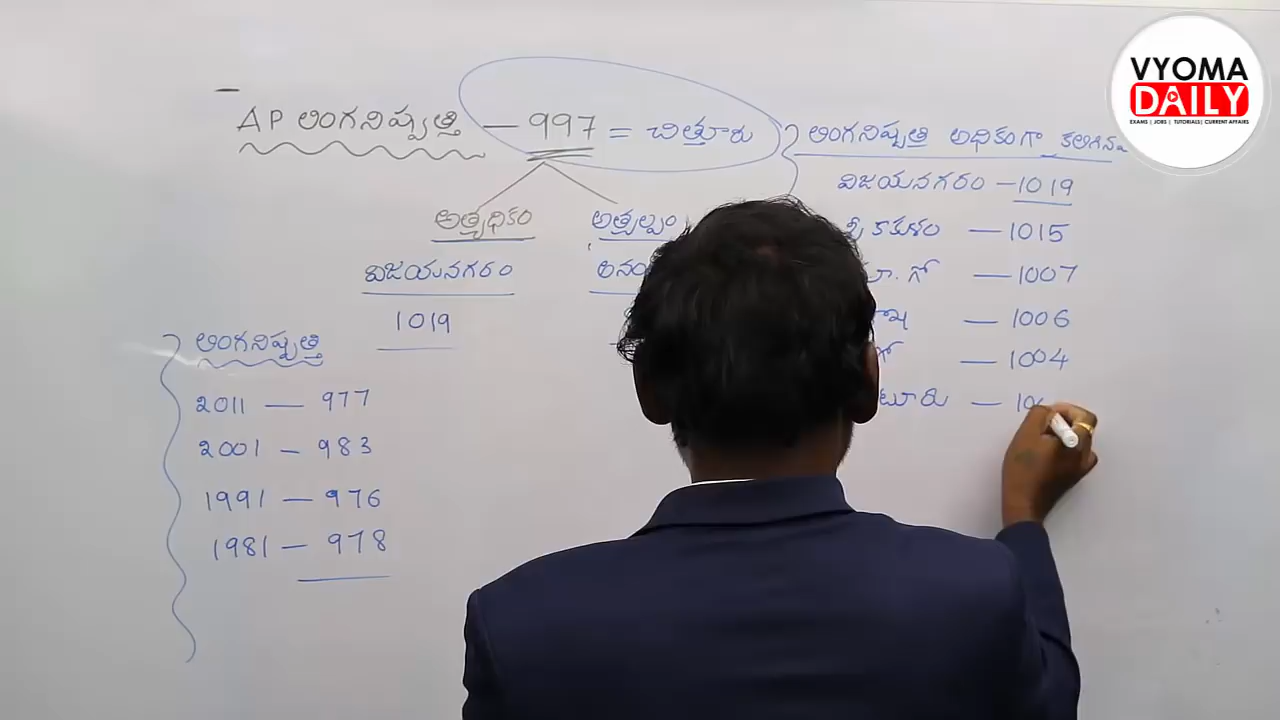 AP లింగనిష్పత్తి — 997 = చిత్తూరు
అత్యధికం అత్యల్పం
విజయనగరం
1019
లింగనిష్పత్తి
2011 — 977
2001 – 983
1991 — 976
1981 – 978
లింగనిష్పత్తి అధికంగా
విజయనగరం – 1019
శ్రీకాకుళం — 1015
గో — 1007
— 1006
గో — 1004
టూరు —
VYOMA
DAILY
EXAMS | JOBS | TUTORIALS | CURRENT AFFAIRS